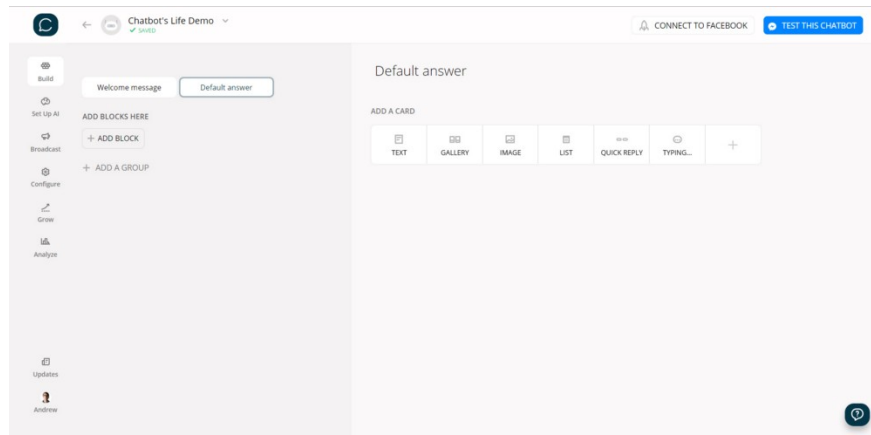 Chatbot's Life Demo
SAVED
CONNECT TO FACEBOOK
TEST THIS CHATBOT
Build
Set Up AI
Broadcast
Configure
Grow
Analyze
Updates
Andrew
Welcome message
Default answer
ADD BLOCKS HERE
+ ADD BLOCK
+ ADD A GROUP
Default answer
ADD A CARD
TEXT
GALLERY
IMAGE
LIST
QUICK REPLY
TYPING...
+